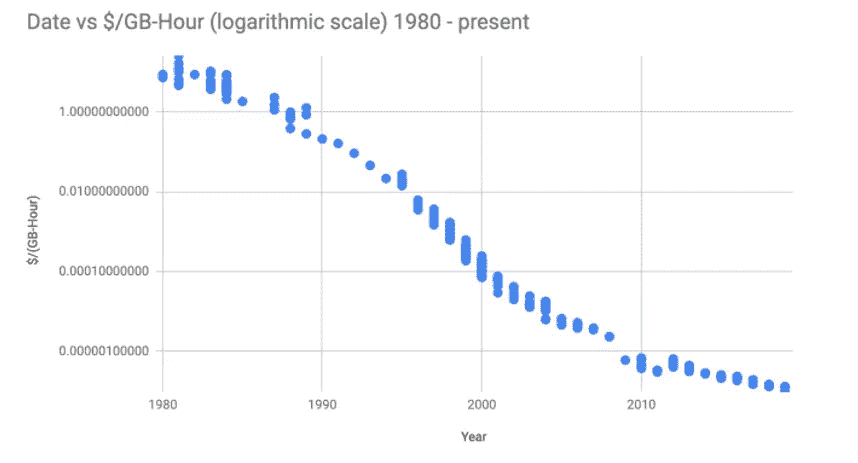 Date vs $/GB-Hour (logarithmic scale) 1980 - present
$/(GB-Hour)
1.00000000000
0.01000000000
0.00010000000
0.00000100000
1980 1990 2000 2010
Year